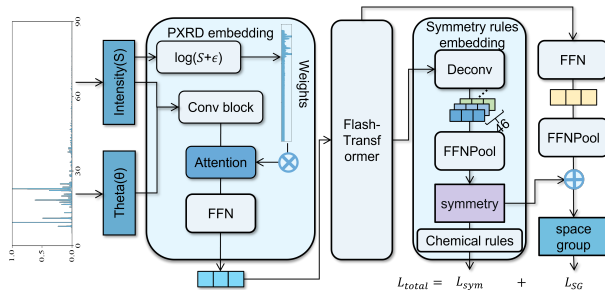 90
60
30
0
1.0
0.5
0.0
Intensity(S)
Theta(θ)
PXRD embedding
log(S+ϵ)
Weights
Conv block
Attention
FFN
Flash-
Transf
ormer
Symmetry rules
embedding
Deconv
46
FFNPool
symmetry
Chemical rules
FFN
FFNPool
space
group
L_total = L_sym + L_SG